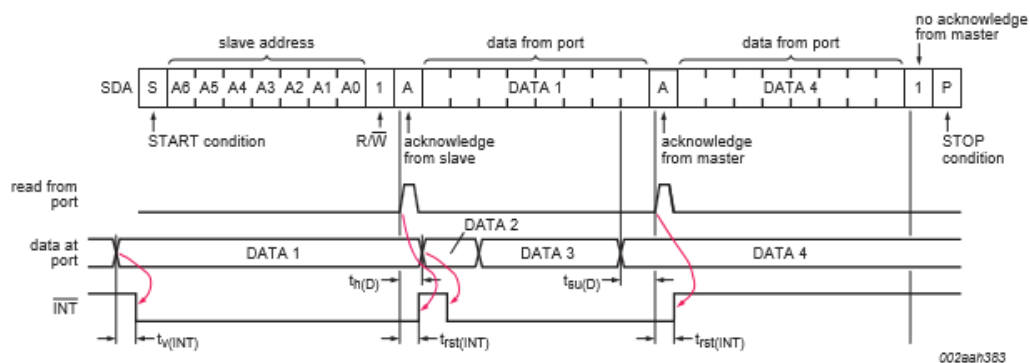 no acknowledge
from master
slave address
data from port
data from port
SDA
S
A6
A5
A4
A3
A2
A1
A0
1
A
DATA 1
A
DATA 4
1
P
START condition
R/W̅
acknowledge
from slave
acknowledge
from master
STOP
condition
read from
port
DATA 2
data at
port
DATA 1
DATA 3
DATA 4
th(D)
tsu(D)
I̅N̅T̅
tv(INT)
trst(INT)
trst(INT)
002aah383